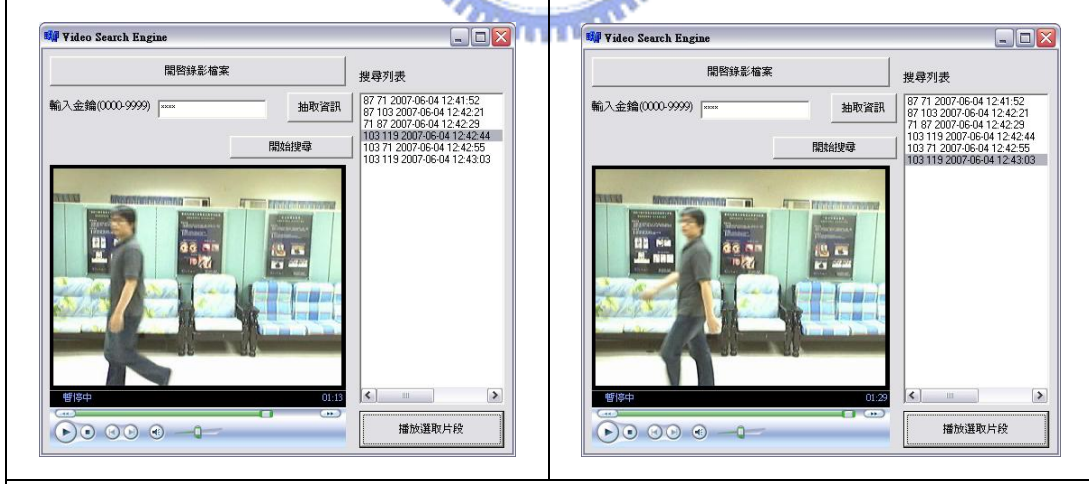 Video Search Engine
開啓錄影檔案
搜尋列表
輸入金鑰(0000-9999)
xxxx
抽取資訊
開始搜尋
87 71 2007-06-04 12:41:52
87 103 2007-06-04 12:42:21
71 87 2007-06-04 12:42:29
103 119 2007-06-04 12:42:44
103 71 2007-06-04 12:42:55
103 119 2007-06-04 12:43:03
暫停中
01:13
播放選取片段
Video Search Engine
開啓錄影檔案
搜尋列表
輸入金鑰(0000-9999)
xxxx
抽取資訊
開始搜尋
87 71 2007-06-04 12:41:52
87 103 2007-06-04 12:42:21
71 87 2007-06-04 12:42:29
103 119 2007-06-04 12:42:44
103 71 2007-06-04 12:42:55
103 119 2007-06-04 12:43:03
暫停中
01:29
播放選取片段